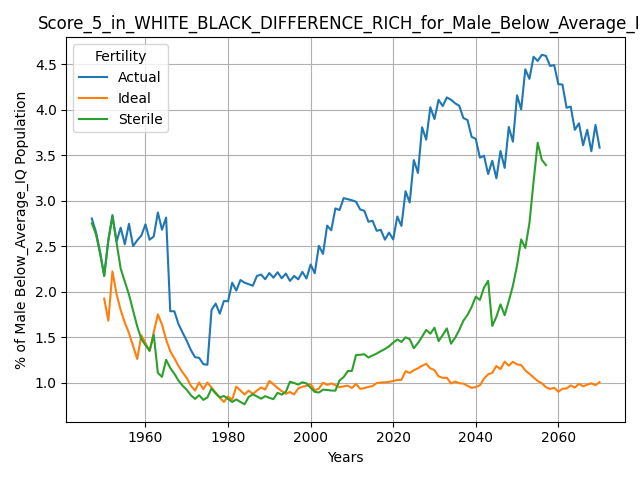 Score_5_in_WHITE_BLACK_DIFFERENCE_RICH_for_Male_Below_Average_I
Fertility
Actual
Ideal
Sterile
4.5
4.0
3.5
3.0
2.5
2.0
1.5
1.0
% of Male Below_Average_IQ Population
1960
1980
2000
2020
2040
2060
Years